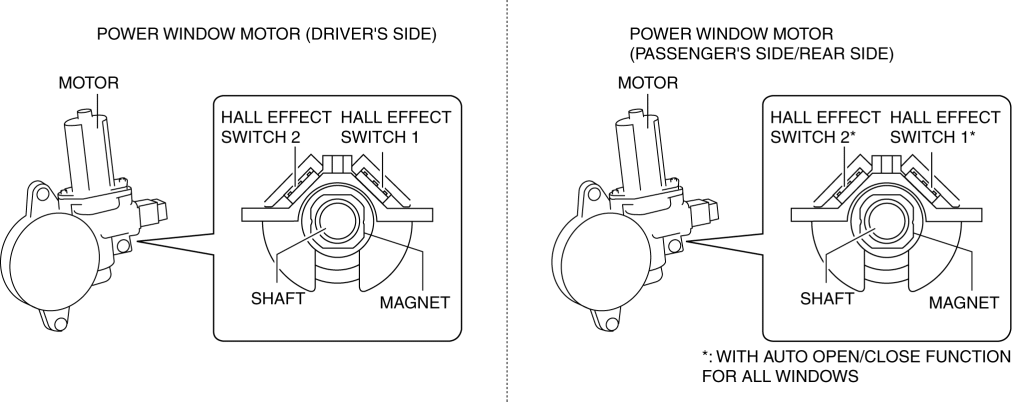 POWER WINDOW MOTOR (DRIVER'S SIDE)
MOTOR
HALL EFFECT
SWITCH 2
HALL EFFECT
SWITCH 1
SHAFT
MAGNET
POWER WINDOW MOTOR
(PASSENGER'S SIDE/REAR SIDE)
MOTOR
HALL EFFECT
SWITCH 2*
HALL EFFECT
SWITCH 1*
SHAFT
MAGNET
*: WITH AUTO OPEN/CLOSE FUNCTION
FOR ALL WINDOWS